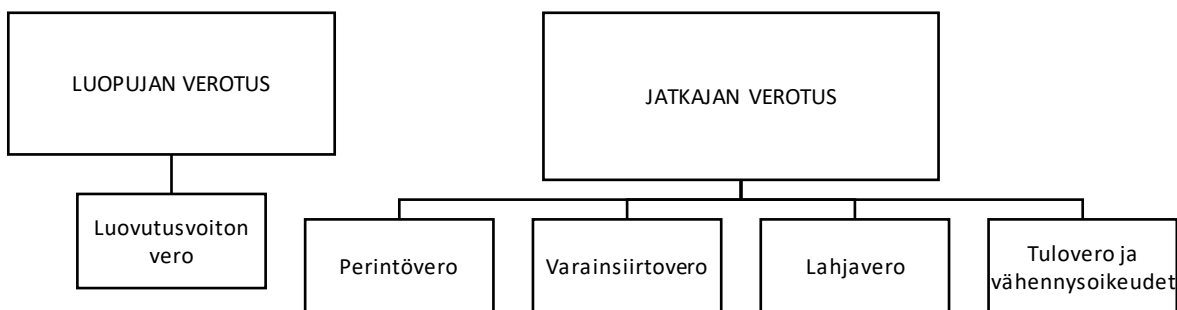 LUOPUJAN VEROTUS
JATKAJAN VEROTUS
Luovutusvoiton
vero
Perintövero
Varainsiirtovero
Lahjavero
Tulovero ja
vähennysoikeudet